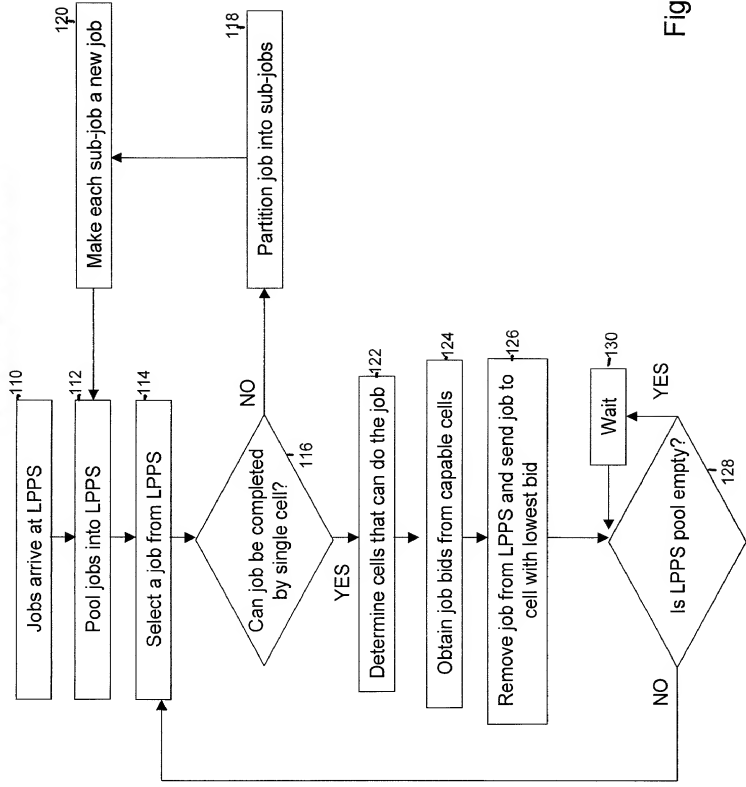 110
Jobs arrive at LPPS
112
Pool jobs into LPPS
114
Select a job from LPPS
Can job be completed
by single cell?
116
NO
YES
120
Make each sub-job a new job
118
Partition job into sub-jobs
122
Determine cells that can do the job
124
Obtain job bids from capable cells
126
Remove job from LPPS and send job to
cell with lowest bid
130
Wait
YES
Is LPPS pool empty?
128
NO
Fig